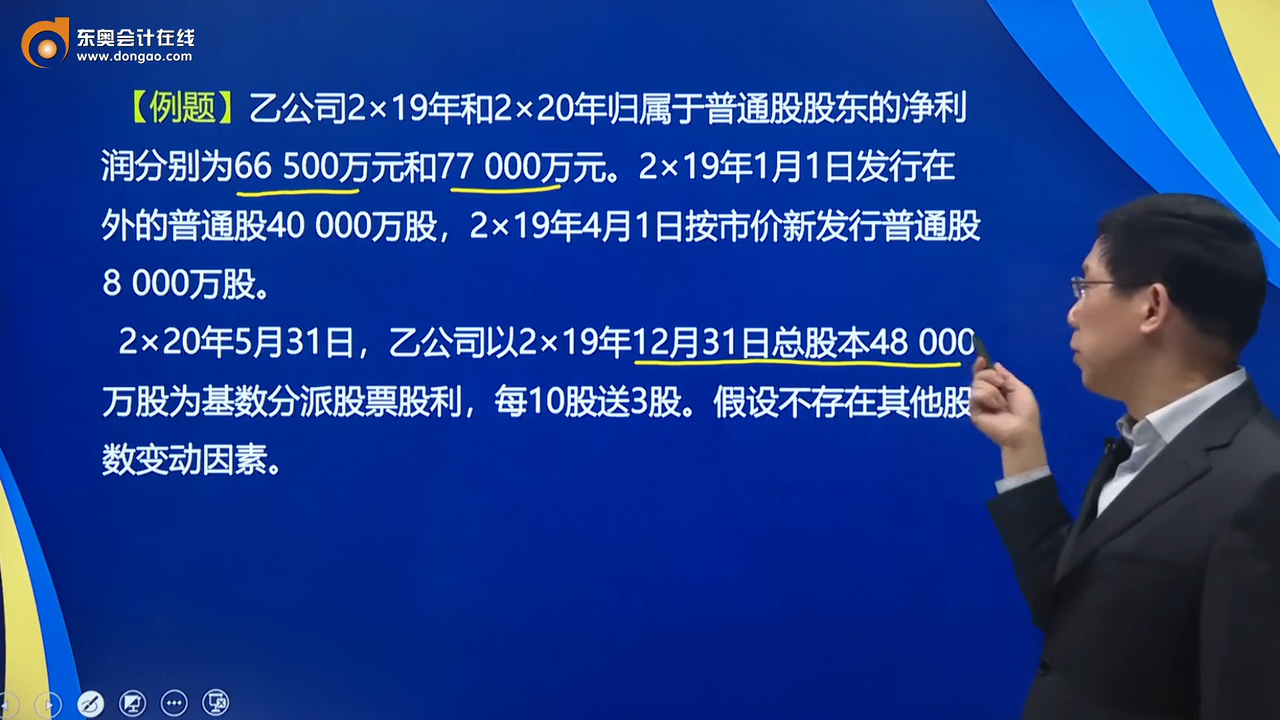 东奥会计在线
www.dongao.com
【例题】乙公司2×19年和2×20年归属于普通股股东的净利
润分别为66 500万元和77 000万元。2×19年1月1日发行在
外的普通股40 000万股，2×19年4月1日按市价新发行普通股
8 000万股。
2×20年5月31日，乙公司以2×19年12月31日总股本48 000
万股为基数分派股票股利，每10股送3股。假设不存在其他股
数变动因素。